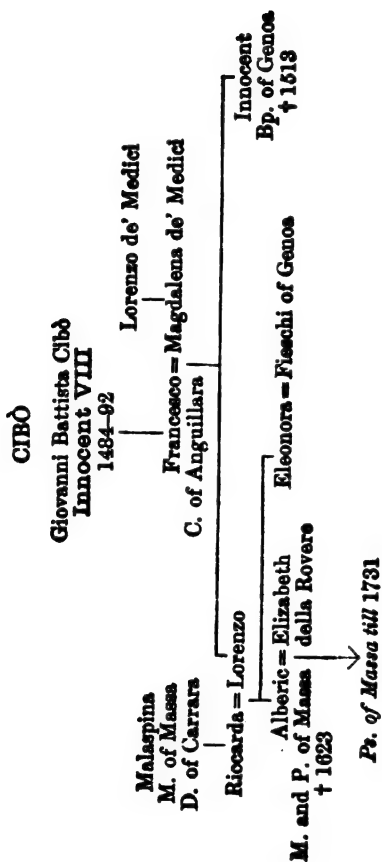 CIBÒ
Giovanni Battista Cibò
Innocent VIII
1484–92
Lorenzo de' Medici
Francesco = Magdalena de' Medici
C. of Anguillara
Malaspina
M. of Massa
D. of Carrara
Riccarda = Lorenzo
Innocent
Bp. of Genoa
† 1513
Alberic = Elizabeth
M. and P. of Massa della Rovere
† 1623
Eleonora = Fieschi of Genoa
Ps. of Massa till 1731